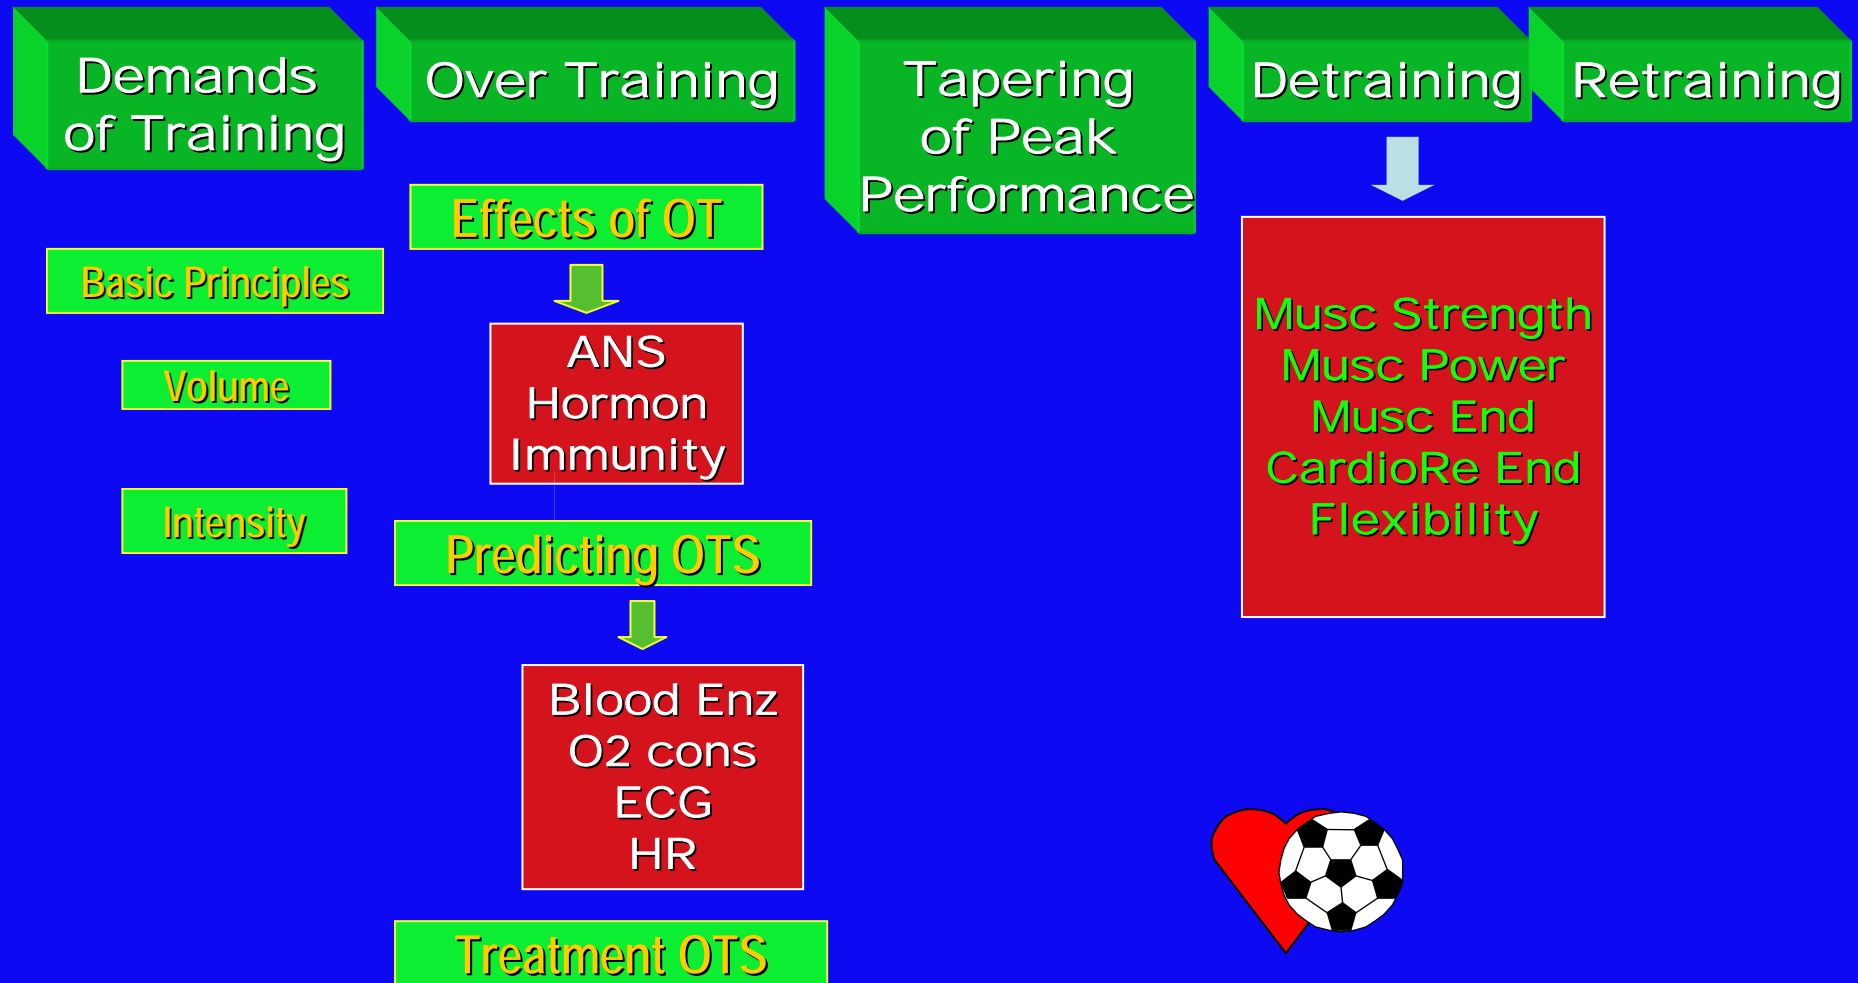 Demands
of Training
Basic Principles
Volume
Intensity
Over Training
Effects of OT
ANS
Hormon
Immunity
Predicting OTS
Blood Enz
O2 cons
ECG
HR
Treatment OTS
Tapering
of Peak
Performance
Detraining
Musc Strength
Musc Power
Musc End
CardioRe End
Flexibility
Retraining